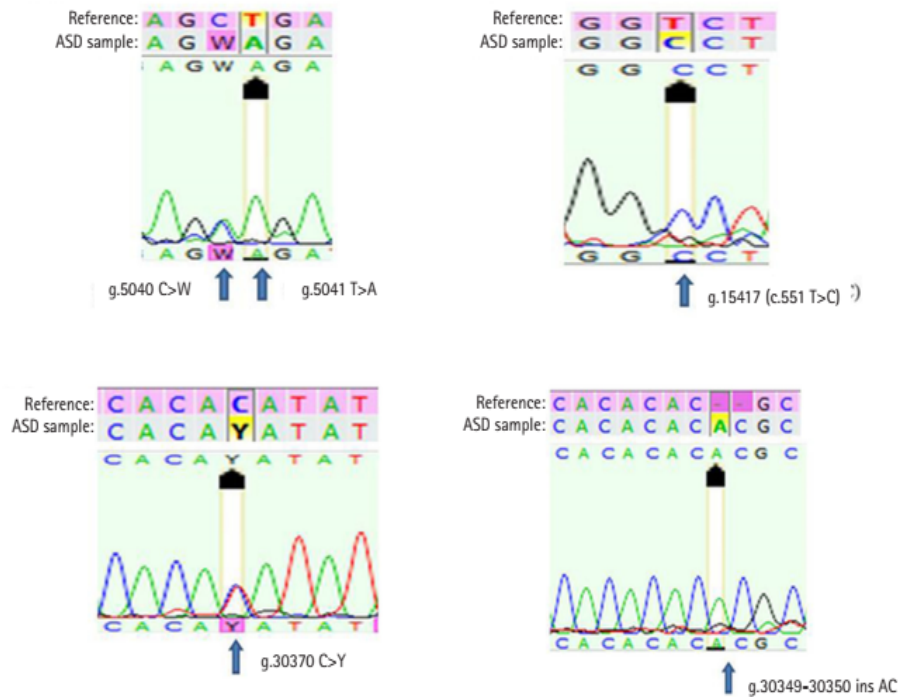 Reference: A G C T G A
ASD sample: A G W A G A
A G W A G A
A G W A G A
g.5040 C>W
g.5041 T>A
Reference: G G T C T
ASD sample: G G C C T
G G C C T
G G C C T
g.15417 (c.551 T>C) :)
Reference: C A C A C A T A T
ASD sample: C A C A Y A T A T
C A C A Y A T A T
C A C A Y A T A T
g.30370 C>Y
Reference: C A C A C A C - - G C
ASD sample: C A C A C A C A C G C
C A C A C A C A C G C
C A C A C A C A C G C
g.30349-30350 ins AC